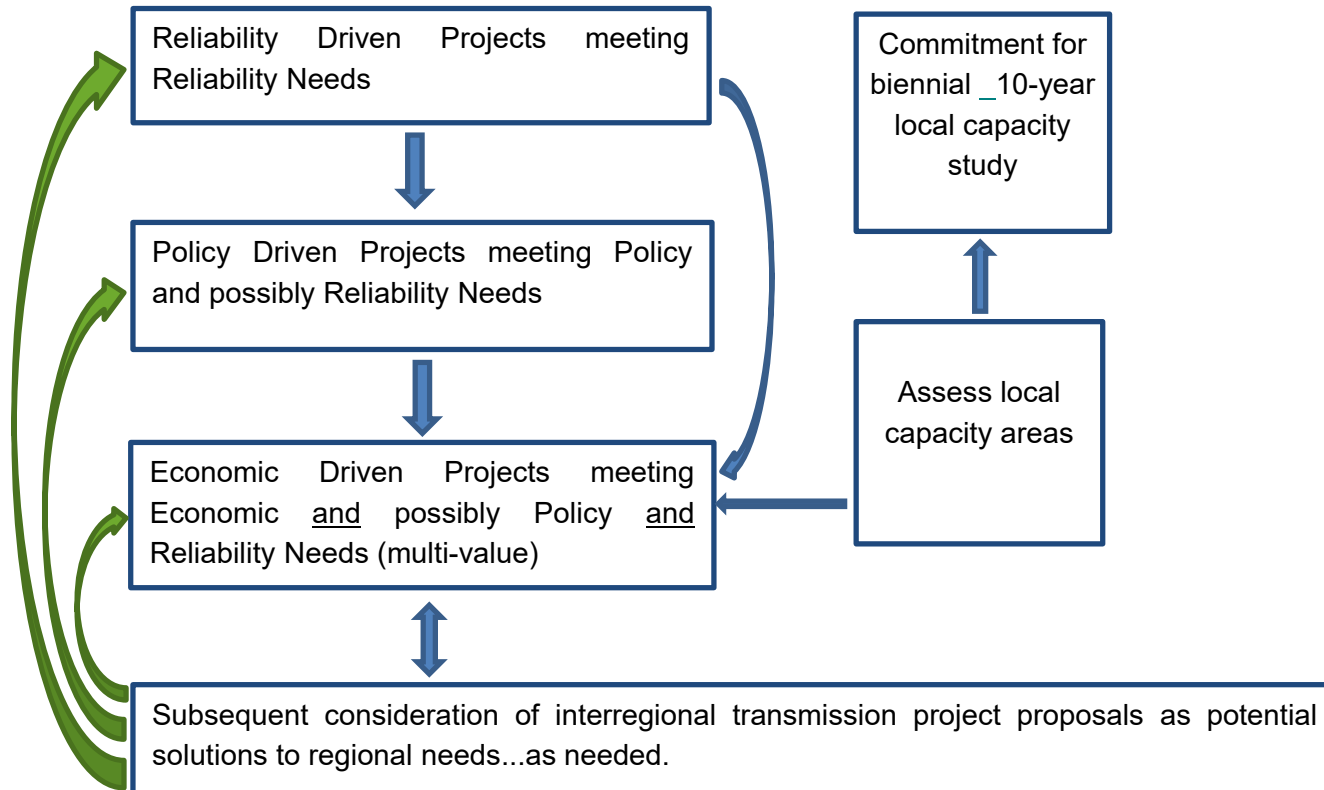 Reliability Driven Projects meeting
Reliability Needs
Commitment for
biennial _10-year
local capacity
study
Policy Driven Projects meeting Policy
and possibly Reliability Needs
Assess local
capacity areas
Economic Driven Projects meeting
Economic and possibly Policy and
Reliability Needs (multi-value)
Subsequent consideration of interregional transmission project proposals as potential
solutions to regional needs...as needed.